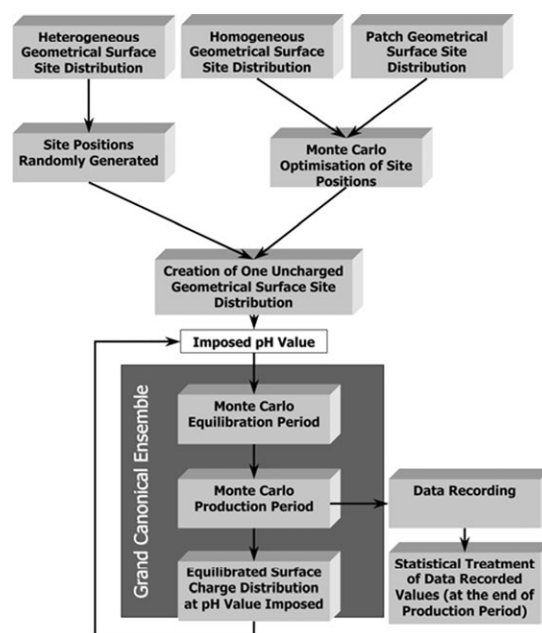 Heterogeneous
Geometrical Surface
Site Distribution
Homogeneous
Geometrical Surface
Site Distribution
Patch Geometrical
Surface Site
Distribution
Site Positions
Randomly Generated
Monte Carlo
Optimisation of Site
Positions
Creation of One Uncharged
Geometrical Surface Site
Distribution
Imposed pH Value
Grand Canonical Ensemble
Monte Carlo
Equilibration Period
Monte Carlo
Production Period
Data Recording
Equilibrated Surface
Charge Distribution
at pH Value Imposed
Statistical Treatment
of Data Recorded
Values (at the end of
Production Period)